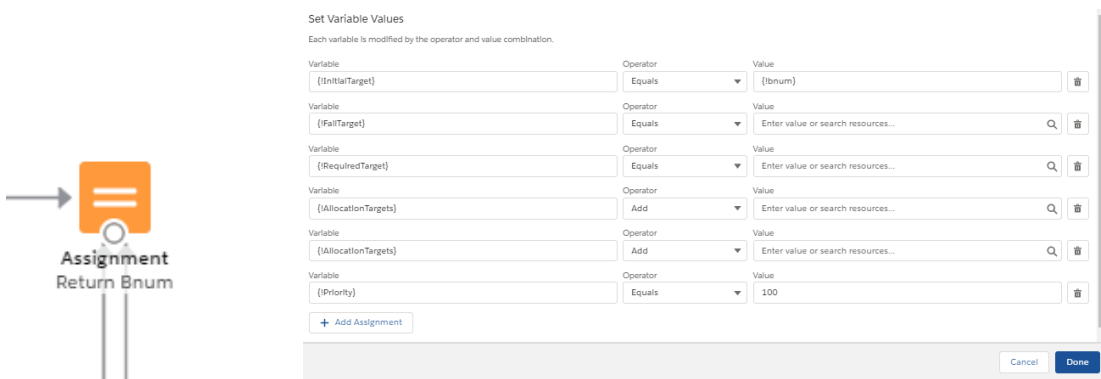 Assignment
Return Bnum
Set Variable Values
Each variable is modified by the operator and value combination.
Variable Operator Value
{!InitialTarget} Equals {!bnum}
Variable Operator Value
{!FailTarget} Equals Enter value or search resources...
Variable Operator Value
{!RequiredTarget} Equals Enter value or search resources...
Variable Operator Value
{!AllocationTargets} Add Enter value or search resources...
Variable Operator Value
{!AllocationTargets} Add Enter value or search resources...
Variable Operator Value
{!Priority} Equals 100
+ Add Assignment
Cancel Done